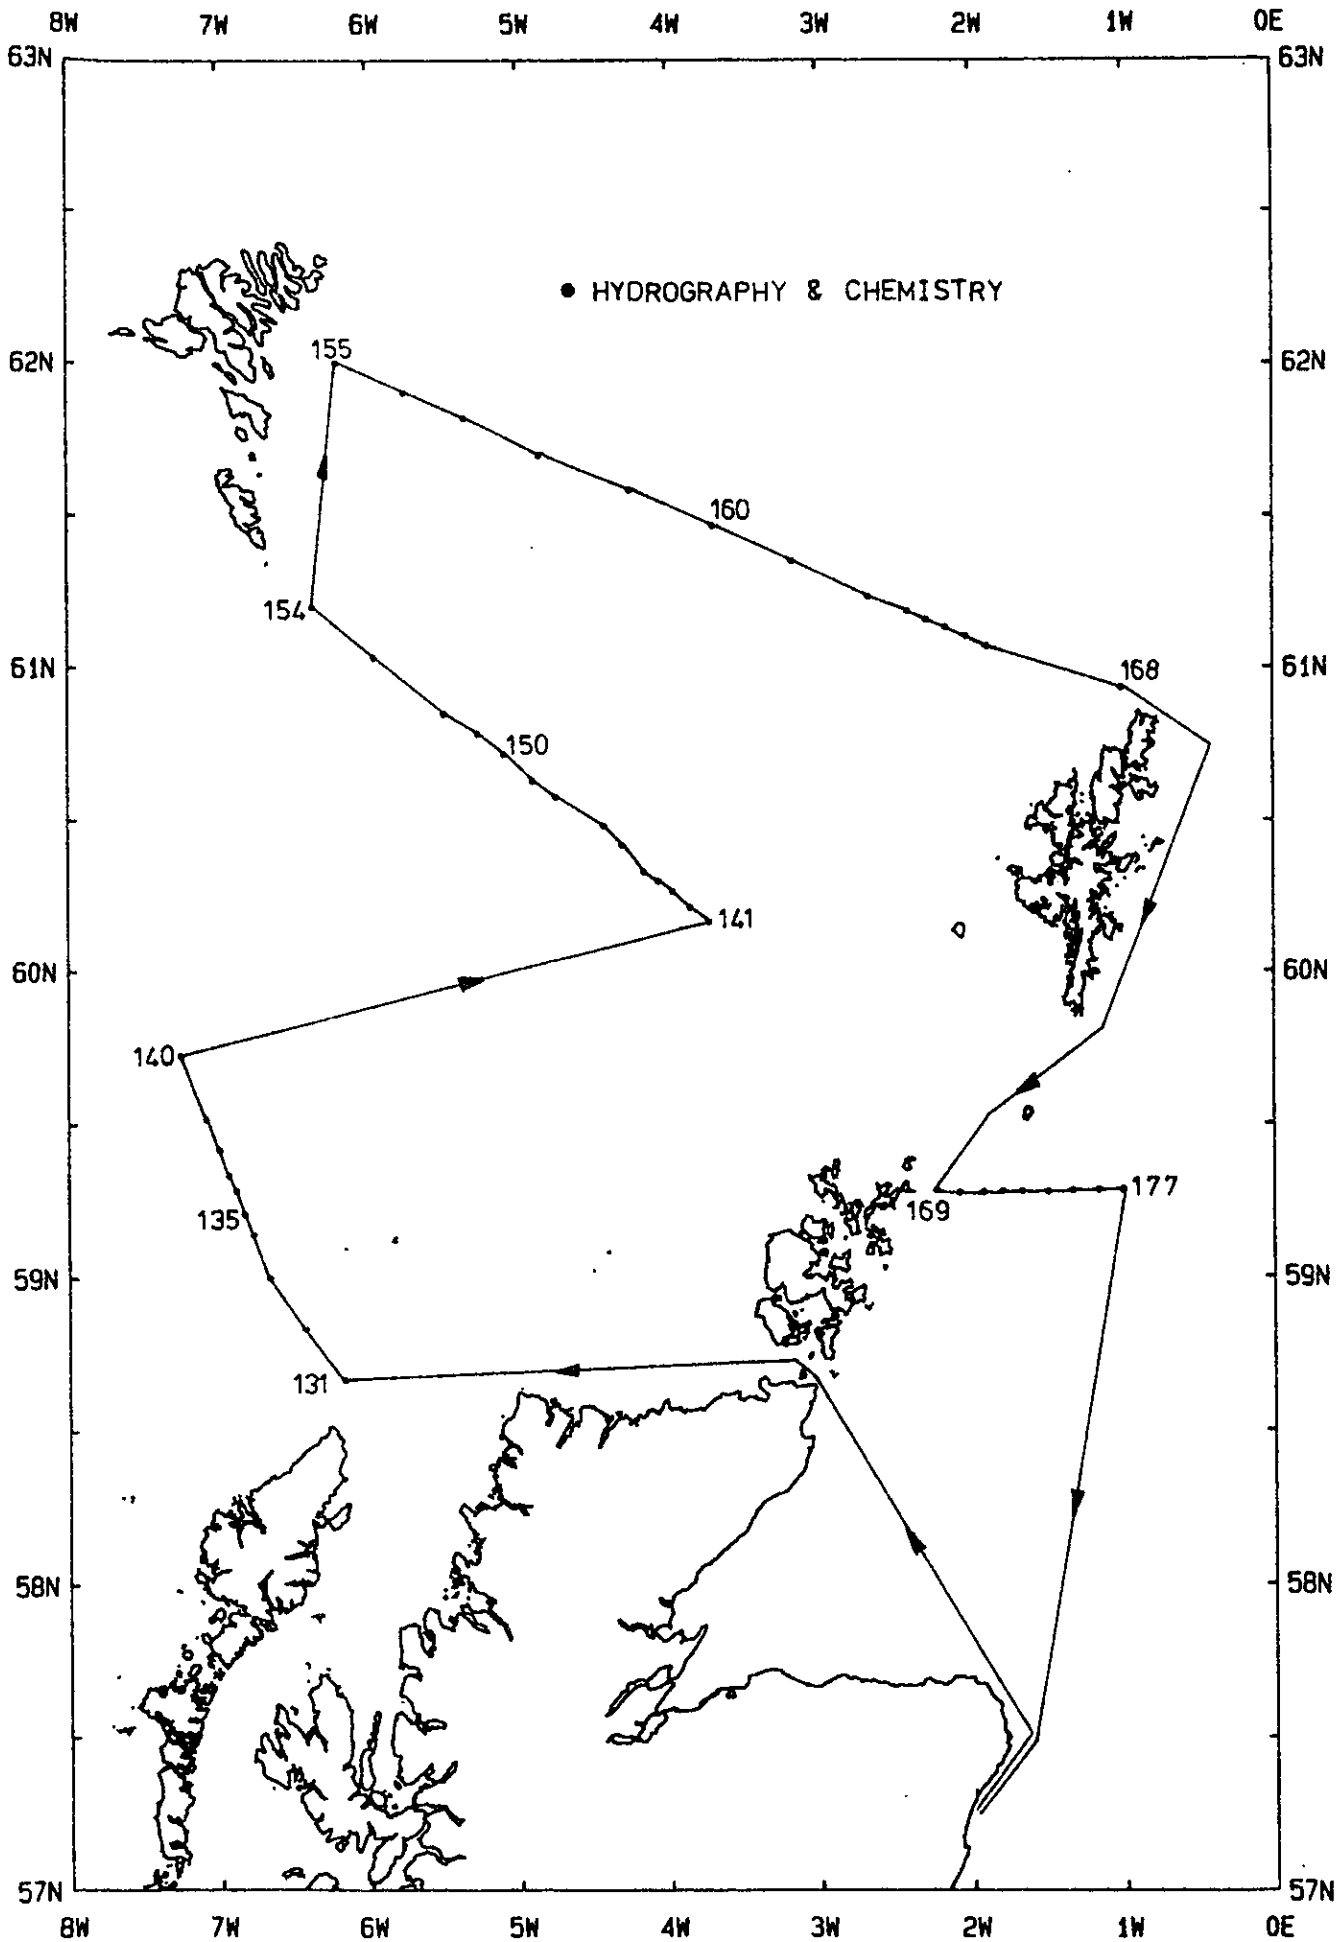 8W 7W 6W 5W 4W 3W 2W 1W 0E
63N 63N
● HYDROGRAPHY & CHEMISTRY
155
62N 62N
160
154
61N 168 61N
150
141
60N 60N
140
177
135 169
59N 59N
131
58N 58N
57N 57N
8W 7W 6W 5W 4W 3W 2W 1W 0E